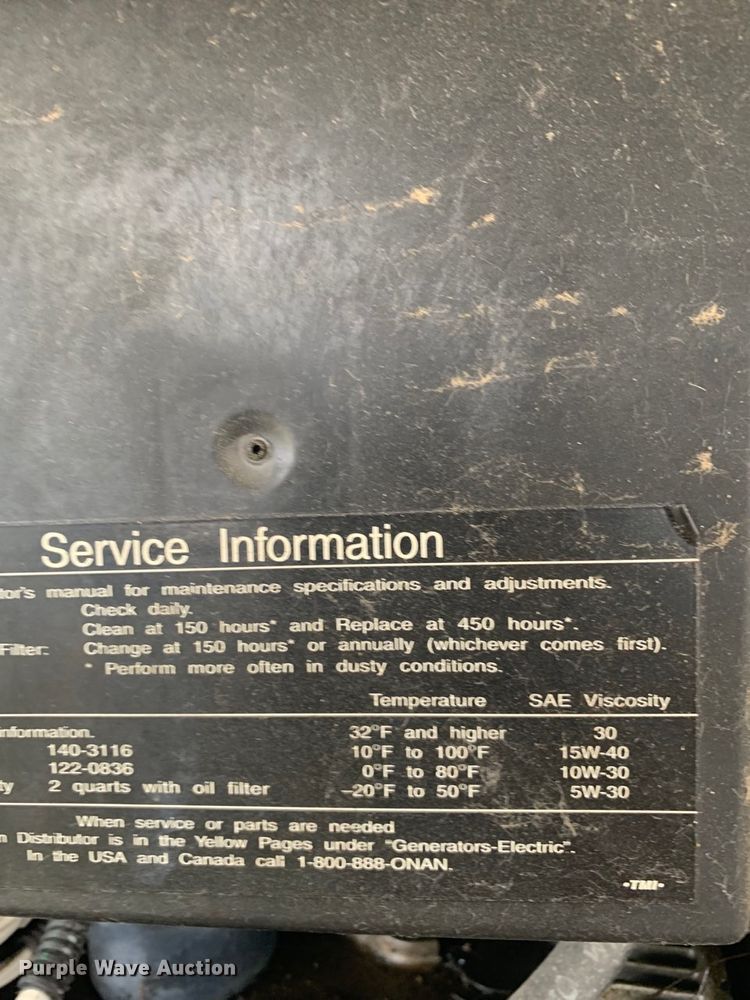 Service Information
tor's manual for maintenance specifications and adjustments.
Check daily.
Clean at 150 hours* and Replace at 450 hours*.
Filter: Change at 150 hours* or annually (whichever comes first).
* Perform more often in dusty conditions.
Temperature SAE Viscosity
nformation. 32°F and higher 30
140-3116 10°F to 100°F 15W-40
122-0836 0°F to 80°F 10W-30
ty 2 quarts with oil filter –20°F to 50°F 5W-30
When service or parts are needed
n Distributor is in the Yellow Pages under "Generators-Electric".
In the USA and Canada call 1-800-888-ONAN.
•TMI•
Purple Wave Auction